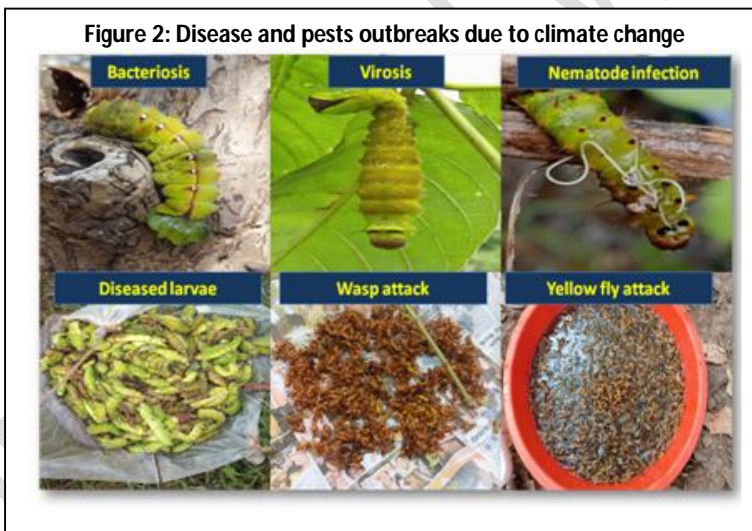 Figure 2: Disease and pests outbreaks due to climate change
Bacteriosis
Virosis
Nematode infection
Diseased larvae
Wasp attack
Yellow fly attack